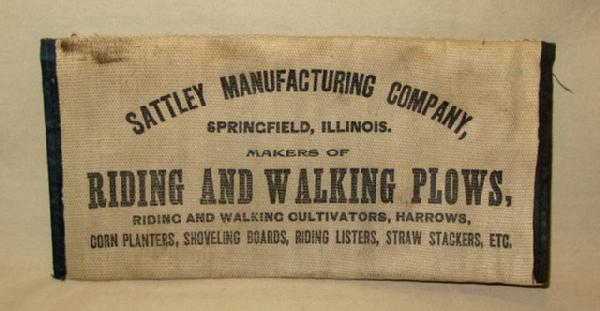 SATTLEY MANUFACTURING COMPANY,
SPRINGFIELD, ILLINOIS.
MAKERS OF
RIDING AND WALKING PLOWS,
RIDING AND WALKING CULTIVATORS, HARROWS,
CORN PLANTERS, SHOVELING BOARDS, RIDING LISTERS, STRAW STACKERS, ETC.